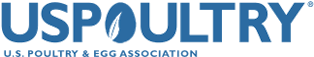 USPOULTRY®
U.S. POULTRY & EGG ASSOCIATION